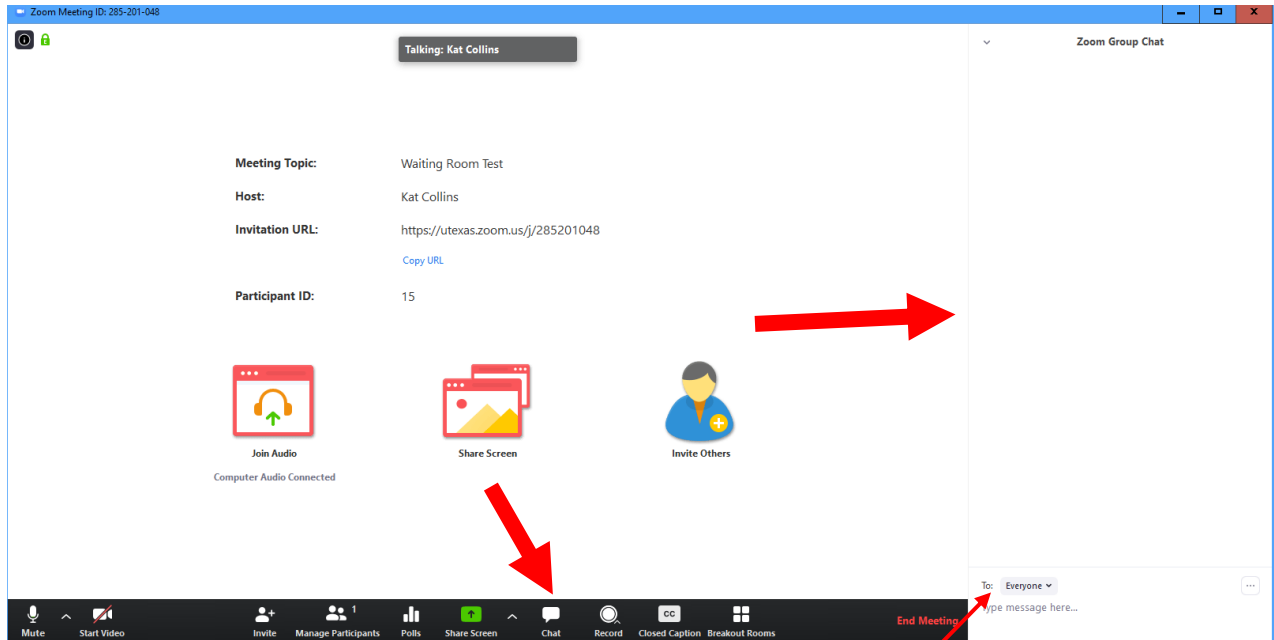 Zoom Meeting ID: 285-201-048
Talking: Kat Collins
Zoom Group Chat
Meeting Topic: Waiting Room Test
Host: Kat Collins
Invitation URL: https://utexas.zoom.us/j/285201048
Copy URL
Participant ID: 15
Join Audio Share Screen Invite Others
Computer Audio Connected
To: Everyone
Type message here...
1
CC
Mute Start Video Invite Manage Participants Polls Share Screen Chat Record Closed Caption Breakout Rooms End Meeting